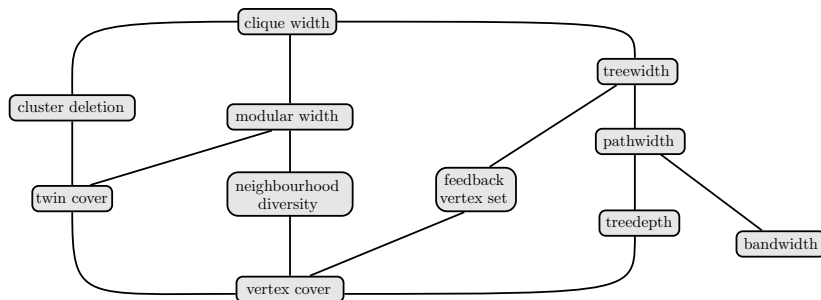 clique width
treewidth
cluster deletion
modular width
pathwidth
neighbourhood
diversity
feedback
vertex set
twin cover
treedepth
bandwidth
vertex cover